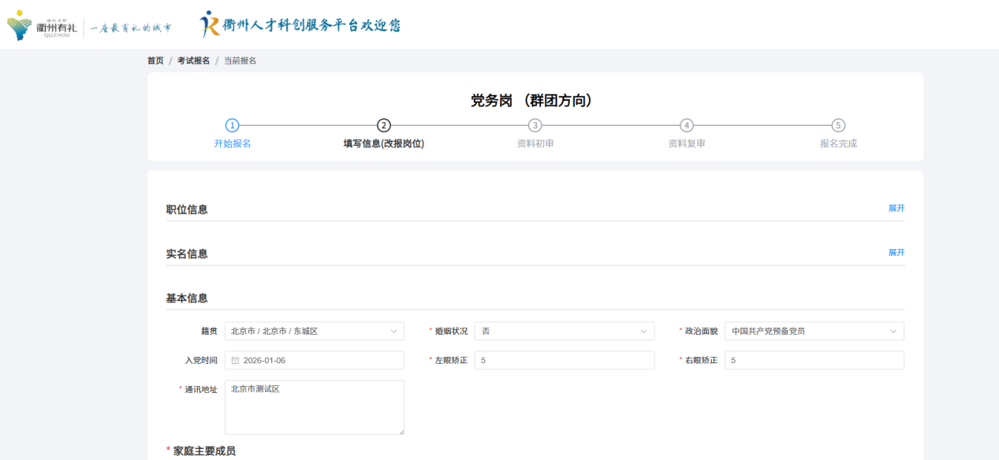 衢州有礼
QUZHOU
一座最有礼的城市
衢州人才科创服务平台欢迎您
首页 / 考试报名 / 当前报名
党务岗 （群团方向）
1 2 3 4 5
开始报名 填写信息(改报岗位) 资料初审 资料复审 报名完成
职位信息 展开
实名信息 展开
基本信息
籍贯 北京市 / 北京市 / 东城区 * 婚姻状况 否 * 政治面貌 中国共产党预备党员
入党时间 2026-01-06 * 左眼矫正 5 * 右眼矫正 5
* 通讯地址 北京市测试区
* 家庭主要成员